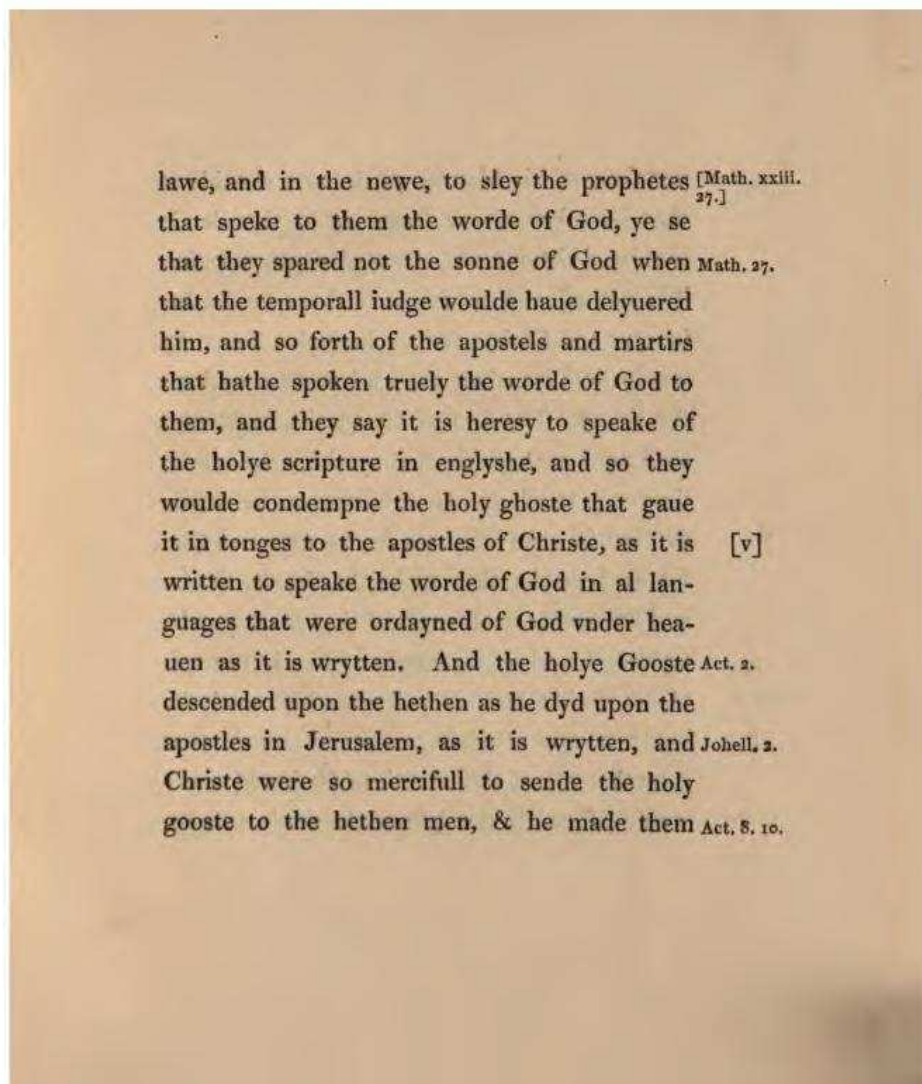 lawe, and in the newe, to sley the prophetes [Math. xxiii. 27.]
that speke to them the worde of God, ye se
that they spared not the sonne of God when Math. 27.
that the temporall iudge woulde haue delyuered
him, and so forth of the apostels and martirs
that hathe spoken truely the worde of God to
them, and they say it is heresy to speake of
the holye scripture in englyshe, and so they
woulde condempne the holy ghoste that gaue
it in tonges to the apostles of Christe, as it is [v]
written to speake the worde of God in al lan-
guages that were ordayned of God vnder hea-
uen as it is wrytten. And the holye Gooste Act. 2.
descended upon the hethen as he dyd upon the
apostles in Jerusalem, as it is wrytten, and Johell. 2.
Christe were so mercifull to sende the holy
gooste to the hethen men, & he made them Act. 8. 10.